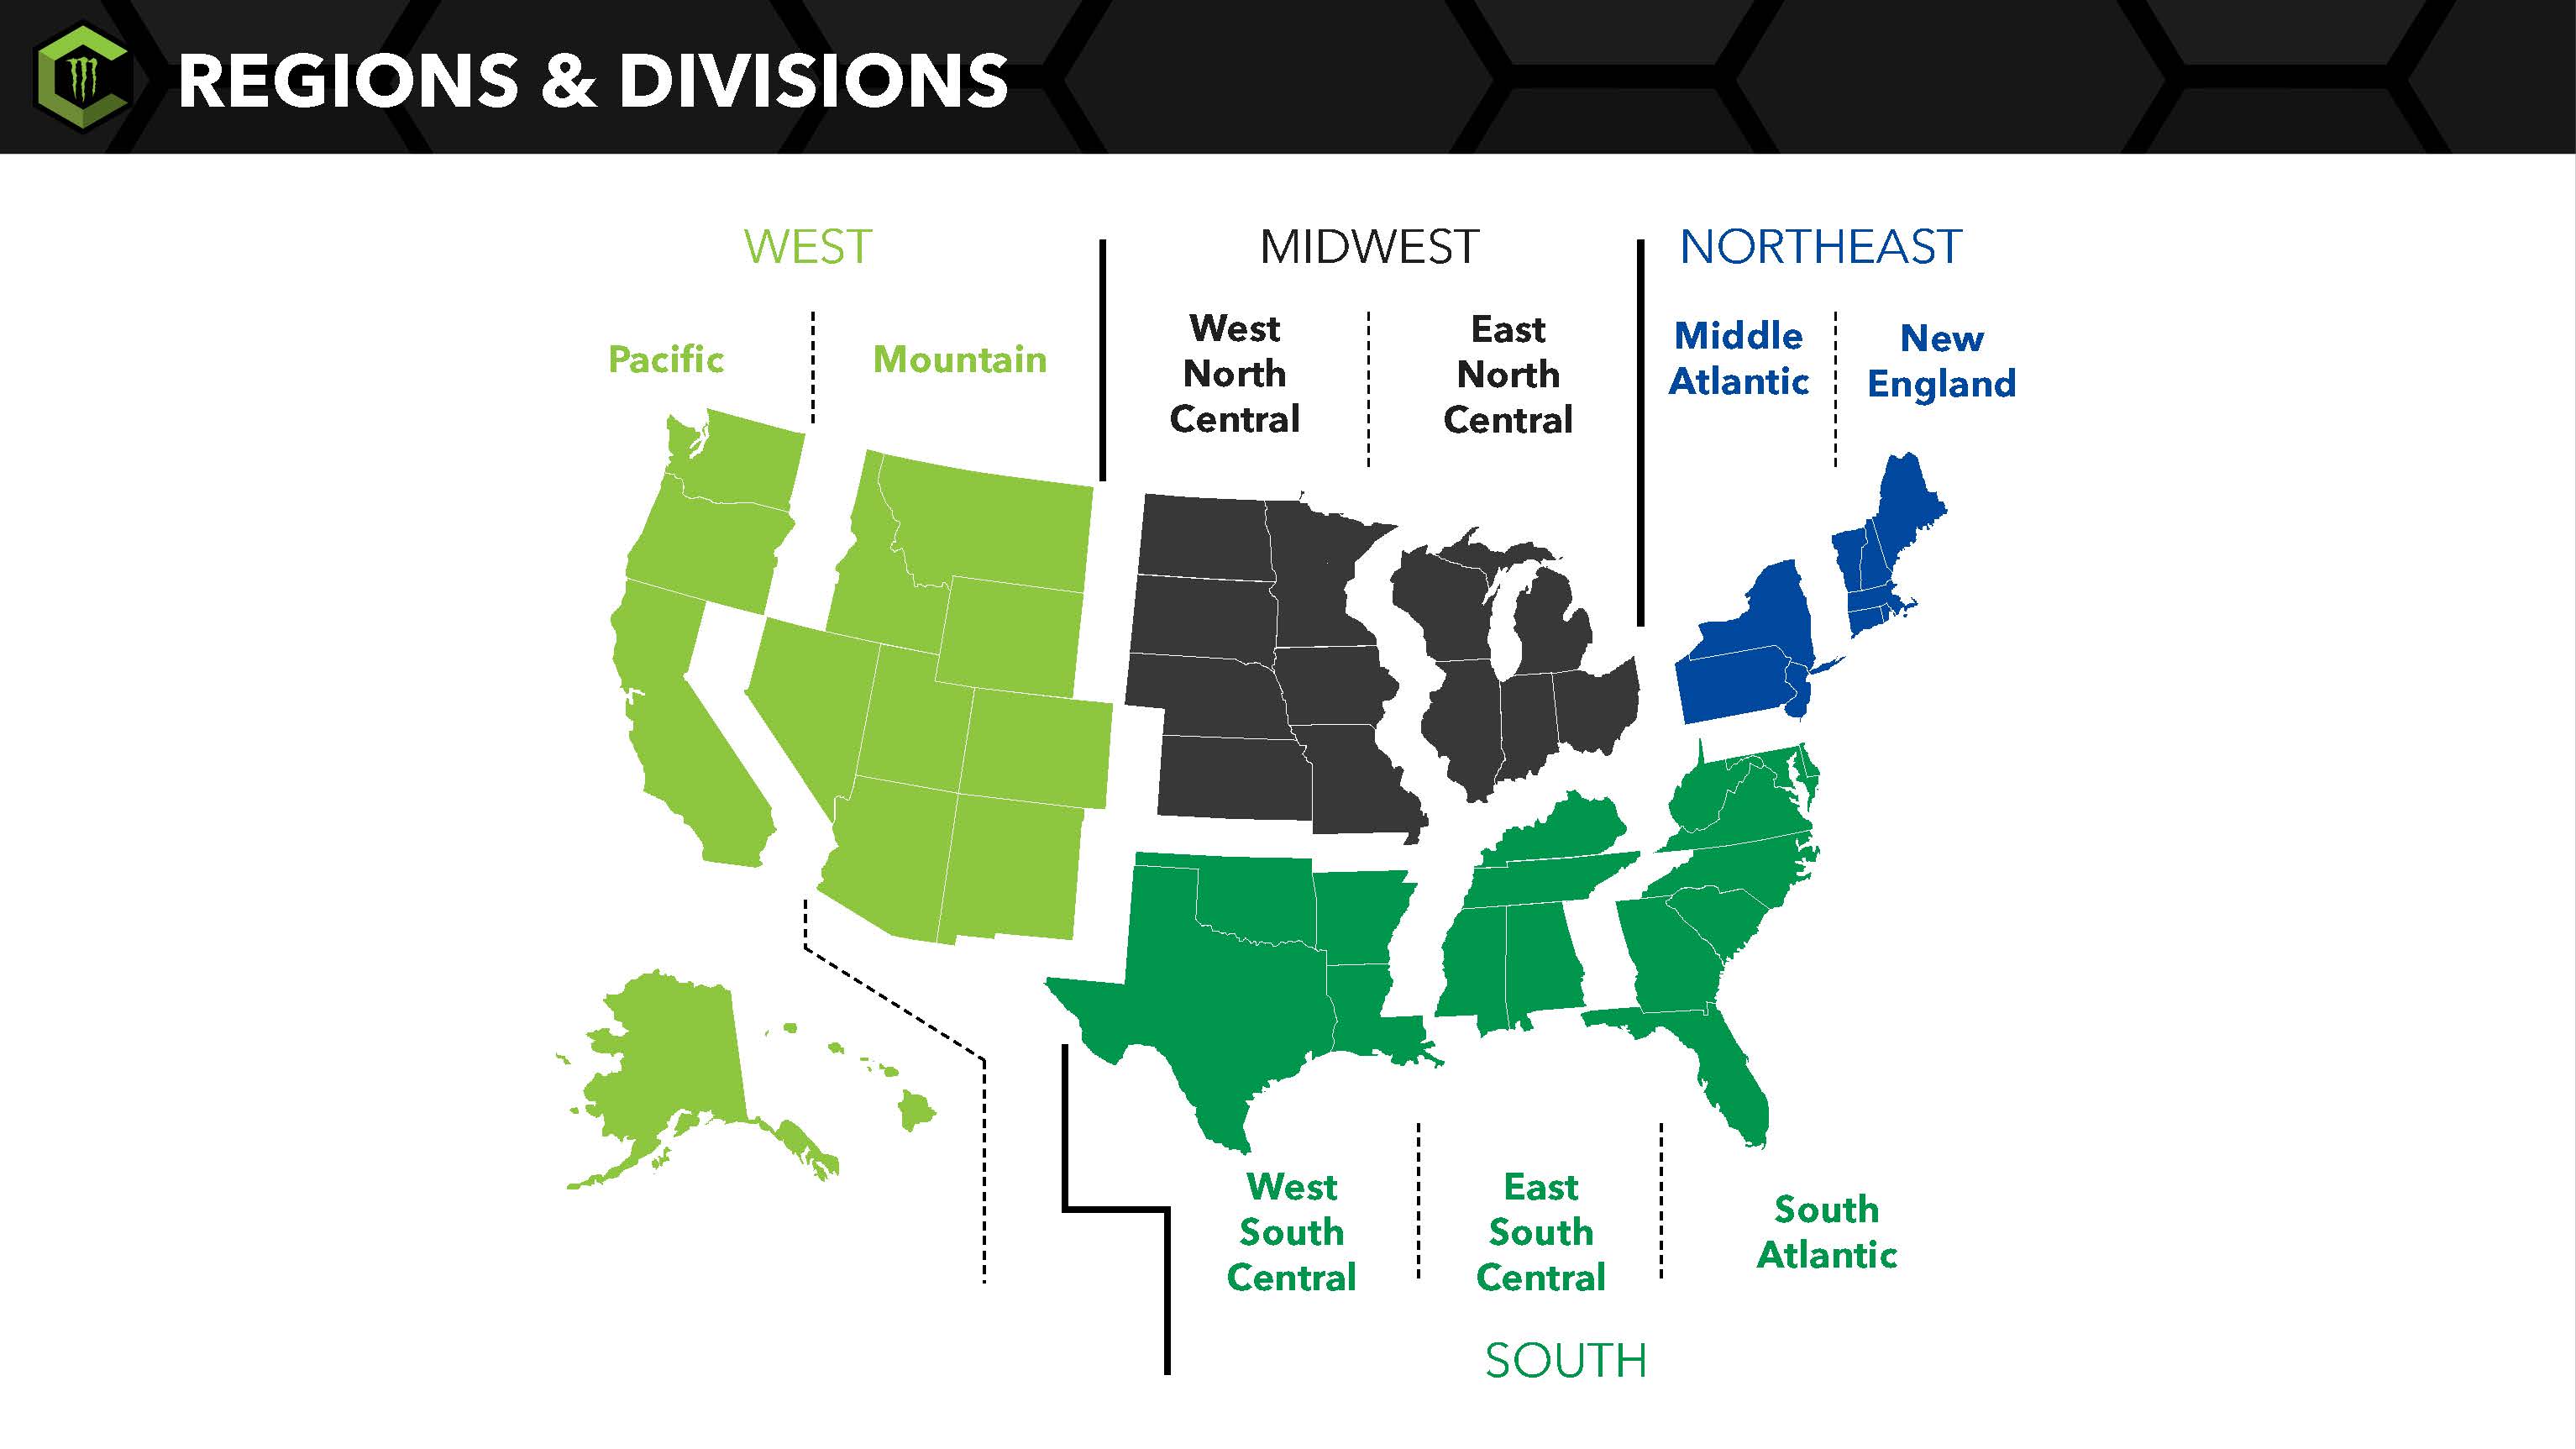 REGIONS & DIVISIONS
WEST
MIDWEST
NORTHEAST
Pacific
Mountain
West
North
Central
East
North
Central
Middle
Atlantic
New
England
West
South
Central
East
South
Central
South
Atlantic
SOUTH